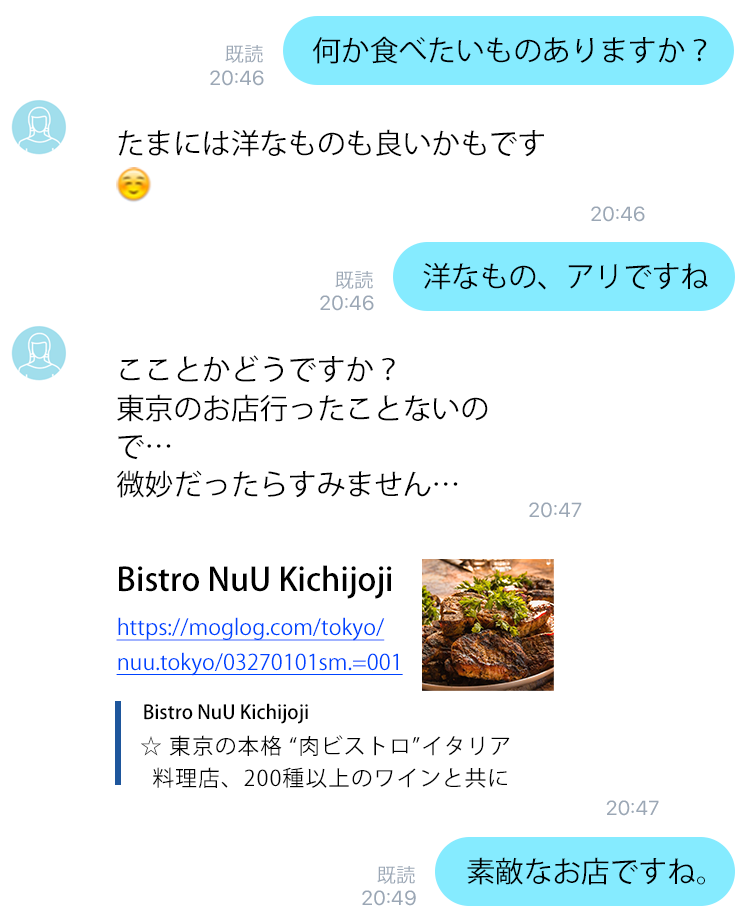 何か食べたいものありますか？
既読
20:46
たまには洋なものも良いかもです
☺️
20:46
洋なもの、アリですね
既読
20:46
こことかどうですか？
東京のお店行ったことないの
で…
微妙だったらすみません…
20:47
Bistro NuU Kichijoji
https://moglog.com/tokyo/
nuu.tokyo/03270101sm.=001
Bistro NuU Kichijoji
☆ 東京の本格 “肉ビストロ”イタリア
料理店、200種以上のワインと共に
20:47
素敵なお店ですね。
既読
20:49